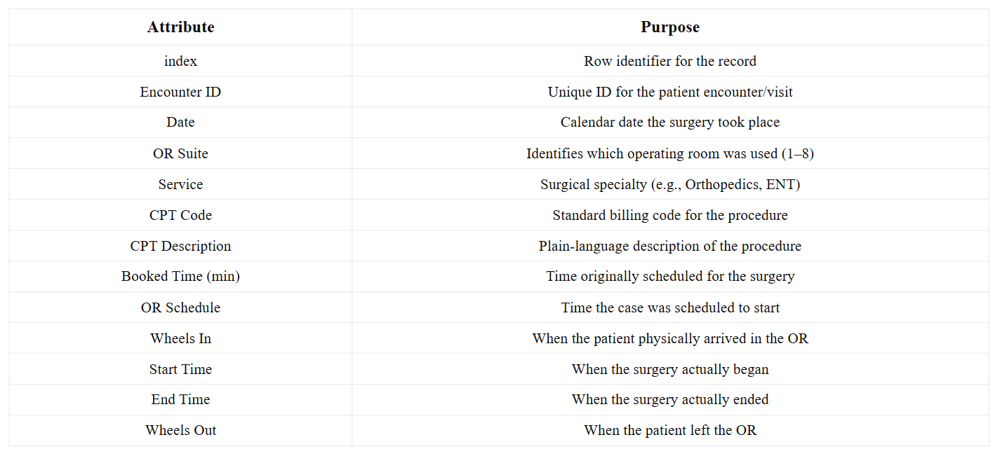 Attribute Purpose
index Row identifier for the record
Encounter ID Unique ID for the patient encounter/visit
Date Calendar date the surgery took place
OR Suite Identifies which operating room was used (1–8)
Service Surgical specialty (e.g., Orthopedics, ENT)
CPT Code Standard billing code for the procedure
CPT Description Plain-language description of the procedure
Booked Time (min) Time originally scheduled for the surgery
OR Schedule Time the case was scheduled to start
Wheels In When the patient physically arrived in the OR
Start Time When the surgery actually began
End Time When the surgery actually ended
Wheels Out When the patient left the OR